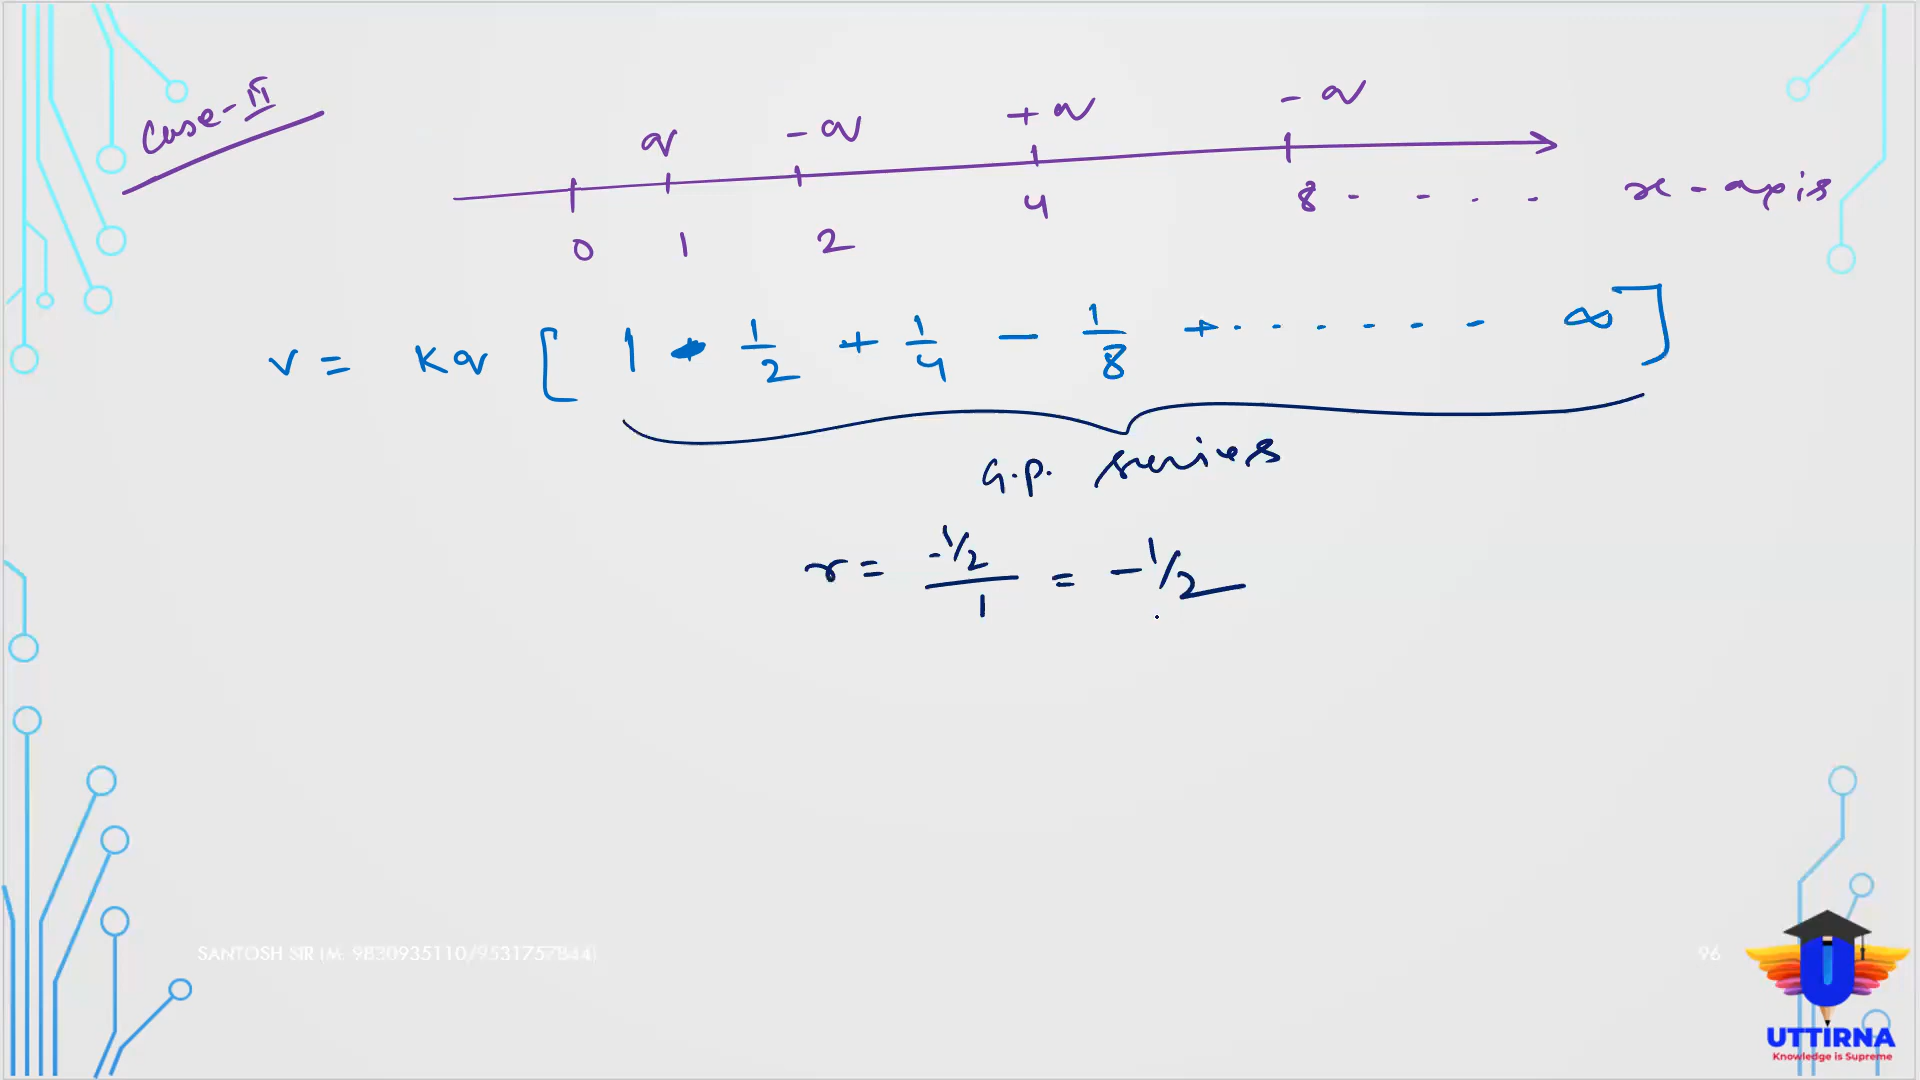 Case-II
q -q +q -q
0 1 2 4 8 - - - - x-axis
V = Kq [ 1 - 1/2 + 1/4 - 1/8 + ....... ∞ ]
G.P. series
r = -1/2 / 1 = -1/2
SANTOSH SIR (M: 9830935110/9531757844)
96
U
UTTIRNA
Knowledge is Supreme